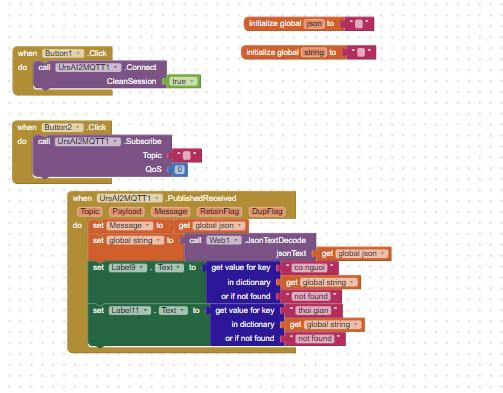 initialize global json to " "
initialize global string to " "
when Button1 .Click
do call UrsAI2MQTT1 .Connect
CleanSession true
when Button2 .Click
do call UrsAI2MQTT1 .Subscribe
Topic " "
QoS 0
when UrsAI2MQTT1 .PublishedReceived
Topic Payload Message RetainFlag DupFlag
do set Message to get global json
set global string to call Web1 .JsonTextDecode
jsonText get global json
set Label9 . Text to get value for key " co nguoi "
in dictionary get global string
or if not found " not found "
set Label11 . Text to get value for key " thoi gian "
in dictionary get global string
or if not found " not found "